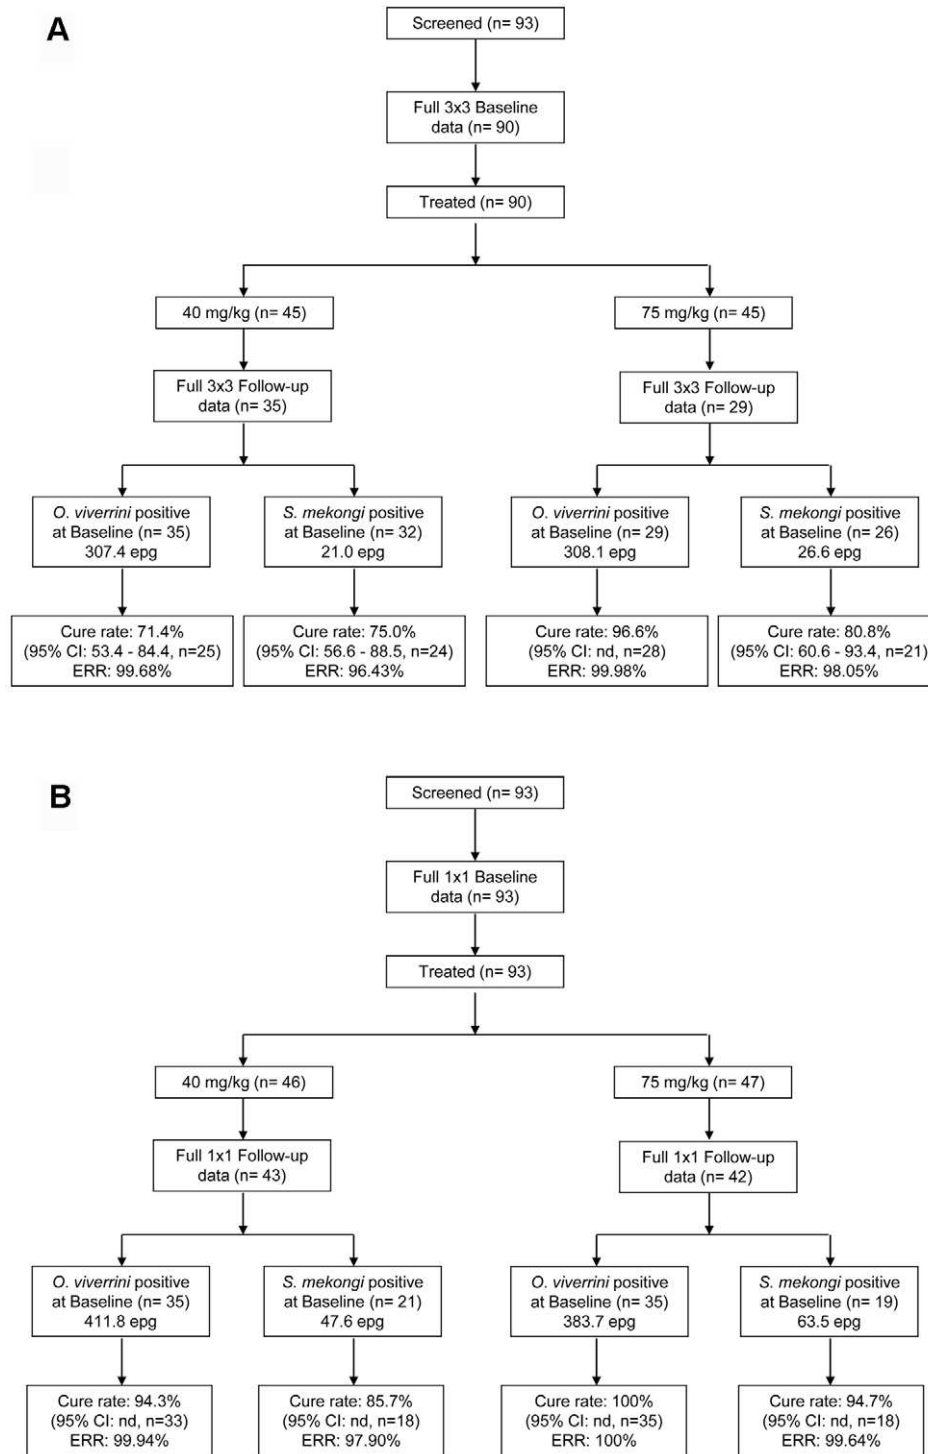 A
Screened (n= 93)
Full 3x3 Baseline
data (n= 90)
Treated (n= 90)
40 mg/kg (n= 45)
75 mg/kg (n= 45)
Full 3x3 Follow-up
data (n= 35)
Full 3x3 Follow-up
data (n= 29)
O. viverrini positive
at Baseline (n= 35)
307.4 epg
S. mekongi positive
at Baseline (n= 32)
21.0 epg
O. viverrini positive
at Baseline (n= 29)
308.1 epg
S. mekongi positive
at Baseline (n= 26)
26.6 epg
Cure rate: 71.4%
(95% CI: 53.4 - 84.4, n=25)
ERR: 99.68%
Cure rate: 75.0%
(95% CI: 56.6 - 88.5, n=24)
ERR: 96.43%
Cure rate: 96.6%
(95% CI: nd, n=28)
ERR: 99.98%
Cure rate: 80.8%
(95% CI: 60.6 - 93.4, n=21)
ERR: 98.05%
B
Screened (n= 93)
Full 1x1 Baseline
data (n= 93)
Treated (n= 93)
40 mg/kg (n= 46)
75 mg/kg (n= 47)
Full 1x1 Follow-up
data (n= 43)
Full 1x1 Follow-up
data (n= 42)
O. viverrini positive
at Baseline (n= 35)
411.8 epg
S. mekongi positive
at Baseline (n= 21)
47.6 epg
O. viverrini positive
at Baseline (n= 35)
383.7 epg
S. mekongi positive
at Baseline (n= 19)
63.5 epg
Cure rate: 94.3%
(95% CI: nd, n=33)
ERR: 99.94%
Cure rate: 85.7%
(95% CI: nd, n=18)
ERR: 97.90%
Cure rate: 100%
(95% CI: nd, n=35)
ERR: 100%
Cure rate: 94.7%
(95% CI: nd, n=18)
ERR: 99.64%